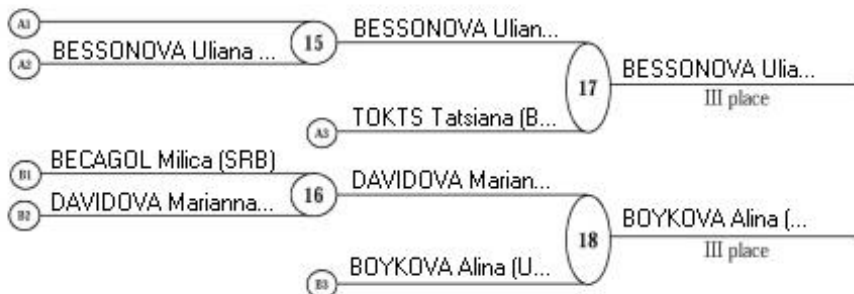 A1
BESSONOVA Uliana ...
A2
15
BESSONOVA Ulian...
TOKTS Tatsiana (B...
A3
17
BESSONOVA Ulia...
III place
BECAGOL Milica (SRB)
B1
DAVIDOVA Marianna...
B2
16
DAVIDOVA Marian...
BOYKOVA Alina (U...
B3
18
BOYKOVA Alina (...
III place